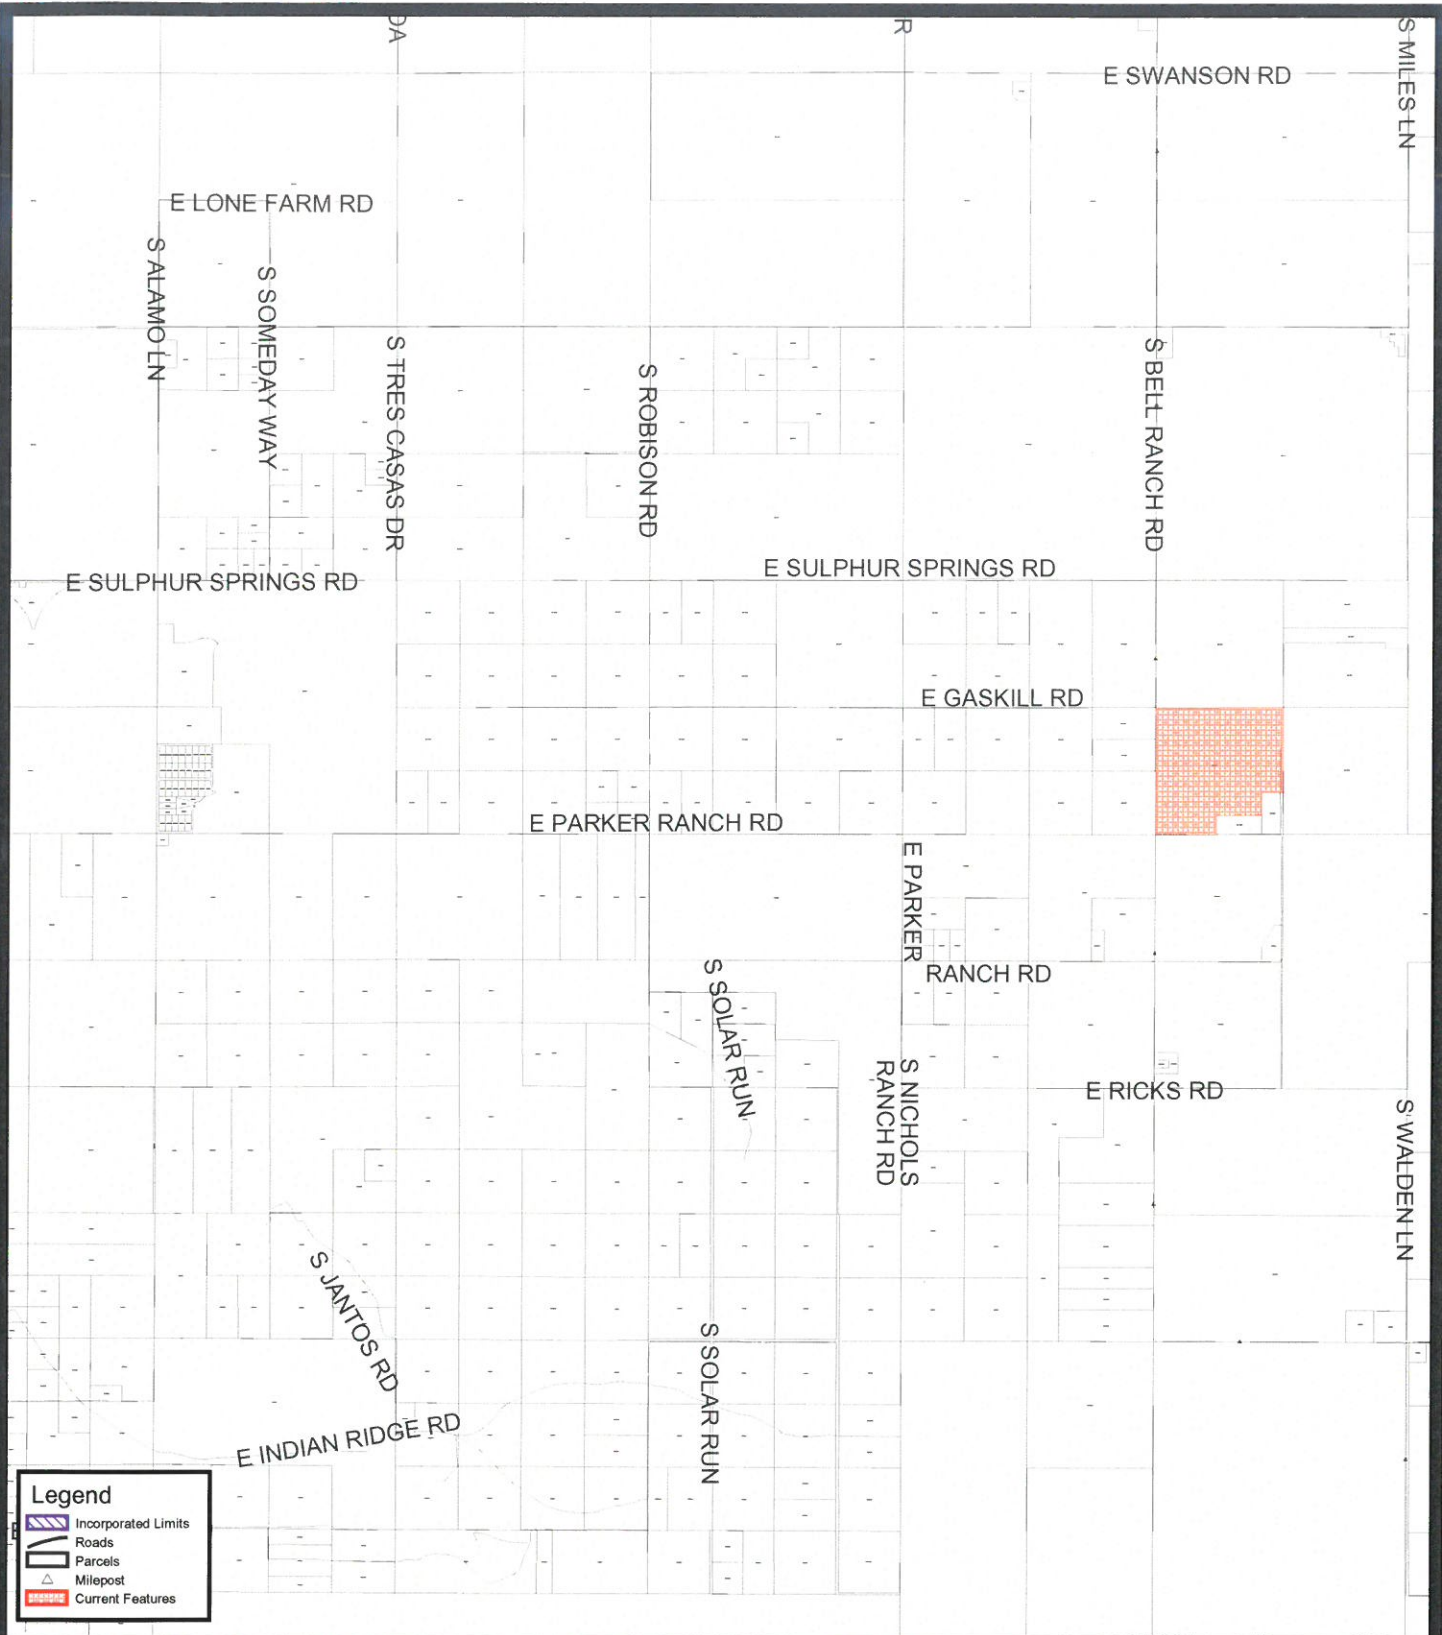 DA
R
S MILES LN
E SWANSON RD
E LONE FARM RD
S ALAMO LN
S SOMEDAY WAY
S TRES CASAS DR
S ROBISON RD
S BELL RANCH RD
E SULPHUR SPRINGS RD
E SULPHUR SPRINGS RD
E GASKILL RD
E PARKER RANCH RD
E PARKER
RANCH RD
S SOLAR RUN
S NICHOLS
RANCH RD
E RICKS RD
S WALDEN LN
S JANTOS RD
S SOLAR RUN
E INDIAN RIDGE RD
Legend
Incorporated Limits
Roads
Parcels
Milepost
Current Features